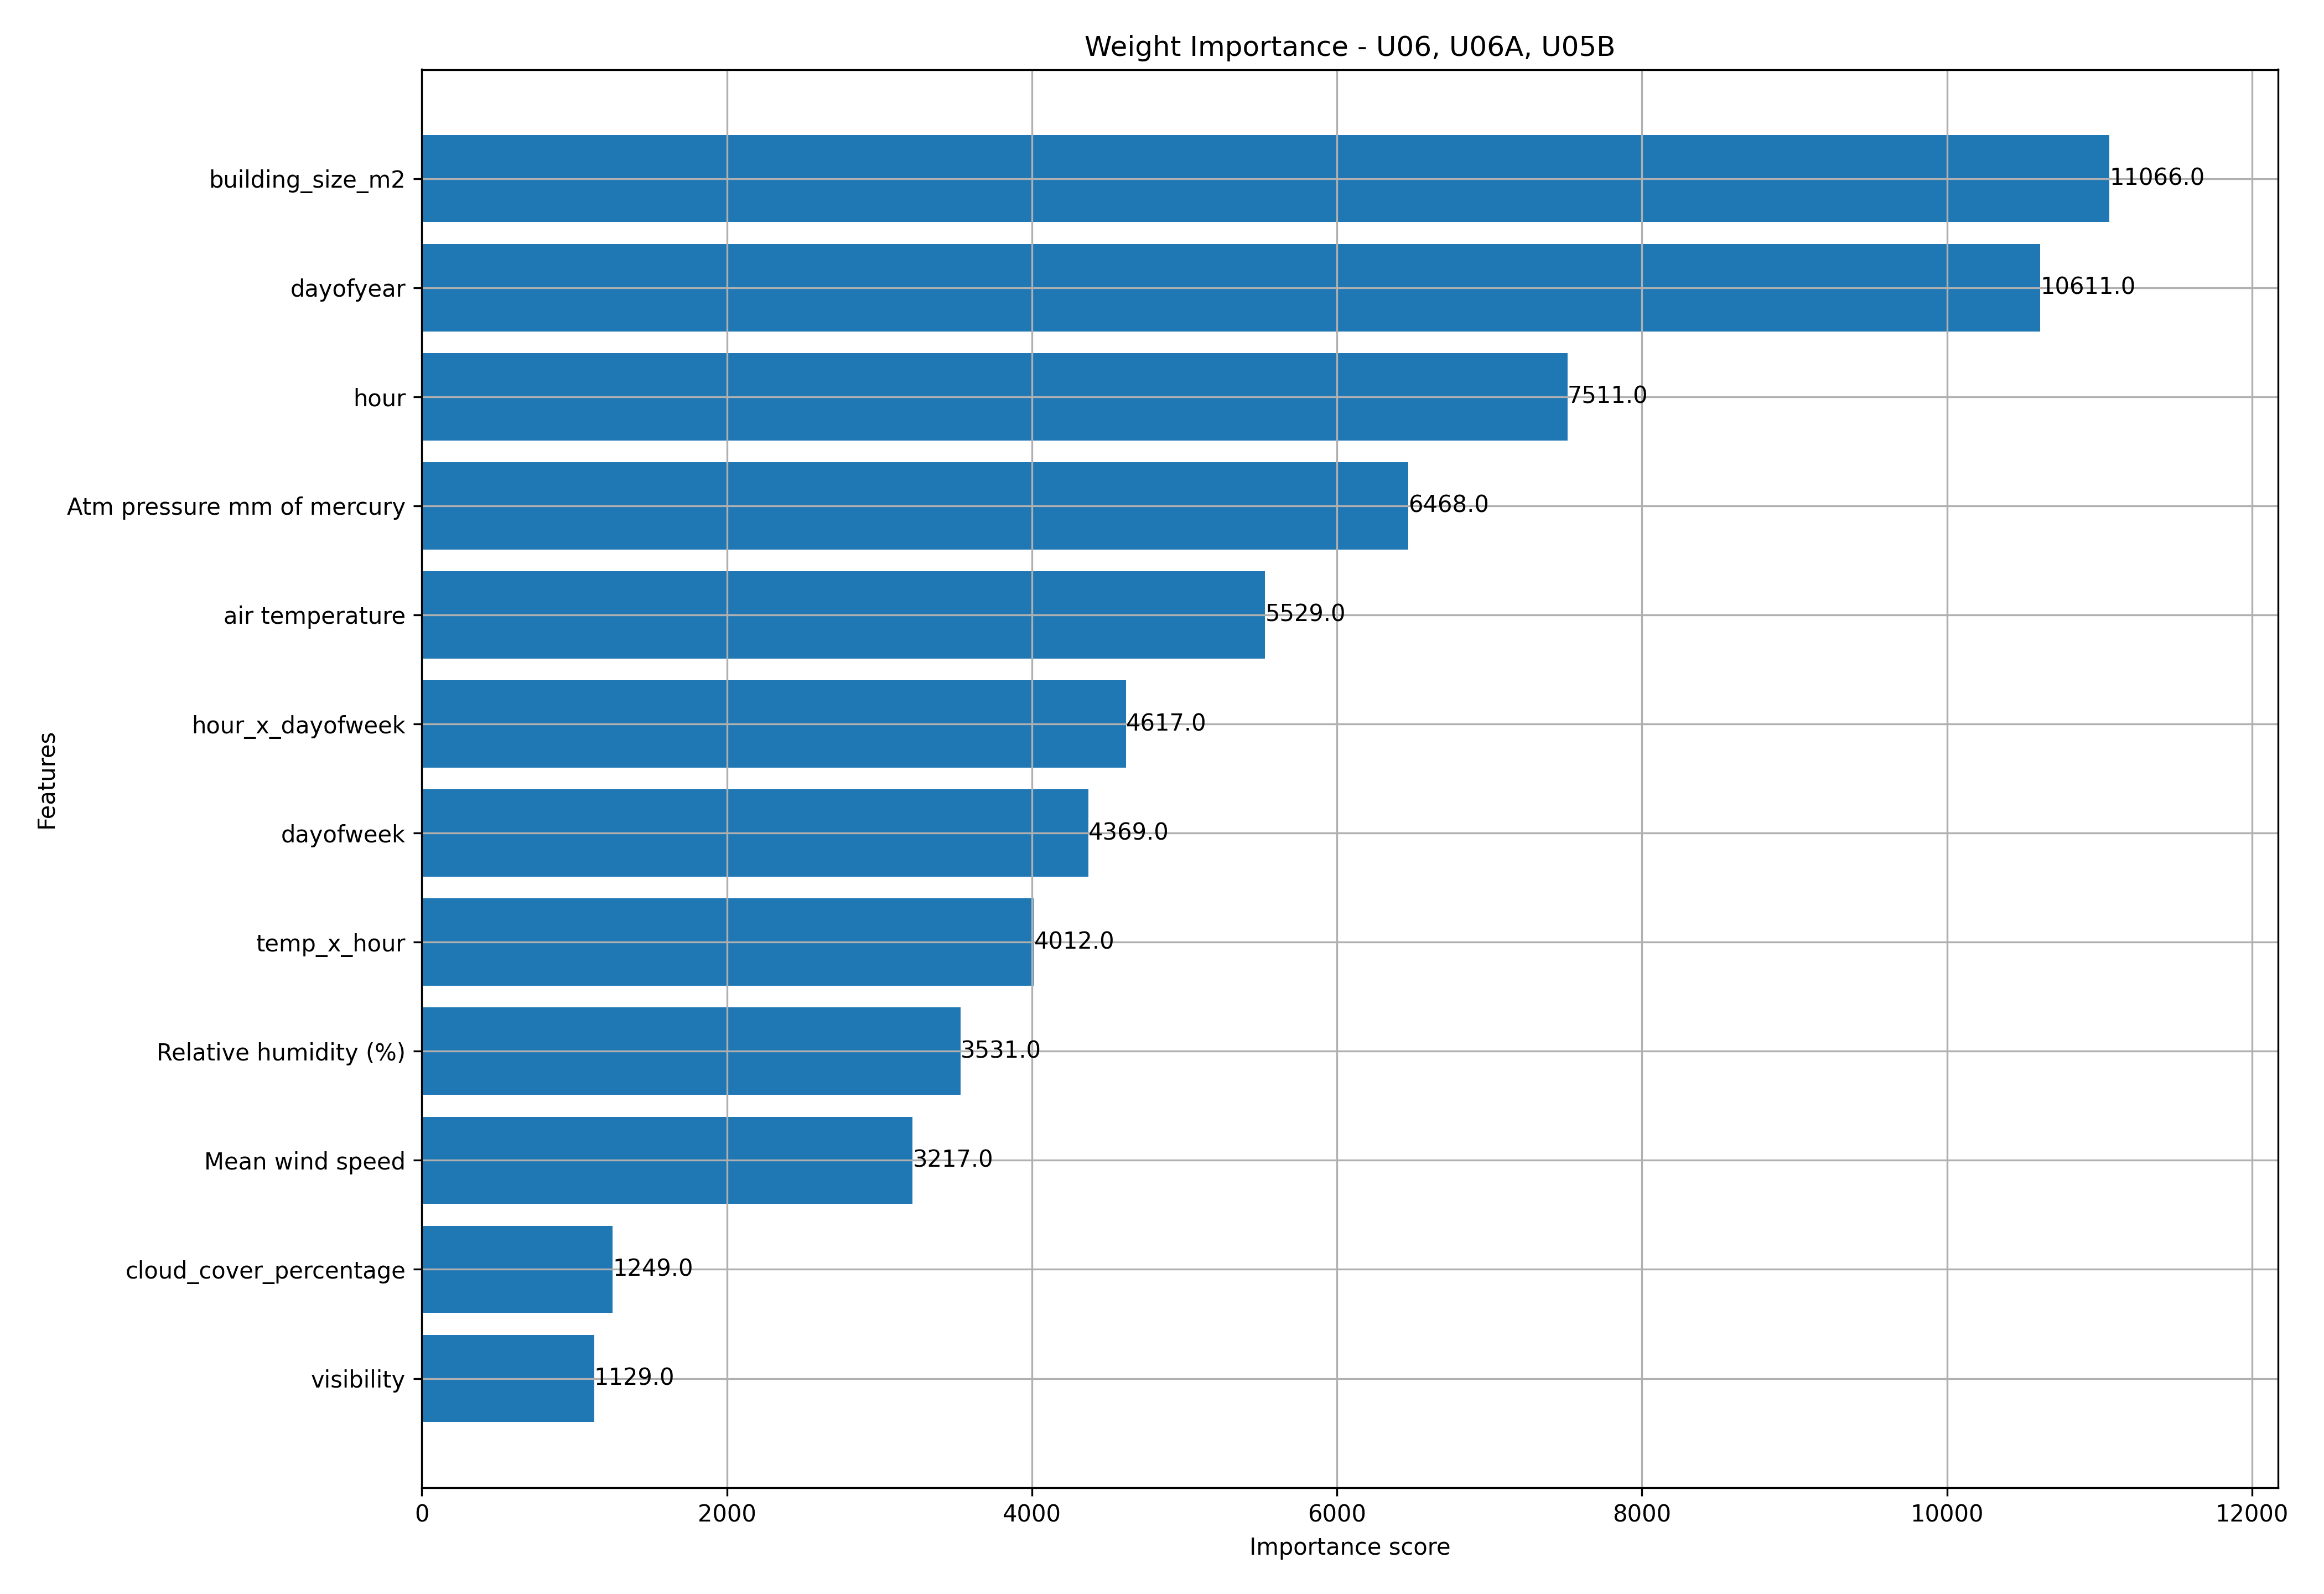 Weight Importance - U06, U06A, U05B
building_size_m2
11066.0
dayofyear
10611.0
hour
7511.0
Atm pressure mm of mercury
6468.0
air temperature
5529.0
hour_x_dayofweek
4617.0
dayofweek
4369.0
temp_x_hour
4012.0
Relative humidity (%)
3531.0
Mean wind speed
3217.0
cloud_cover_percentage
1249.0
visibility
1129.0
Features
0 2000 4000 6000 8000 10000 12000
Importance score